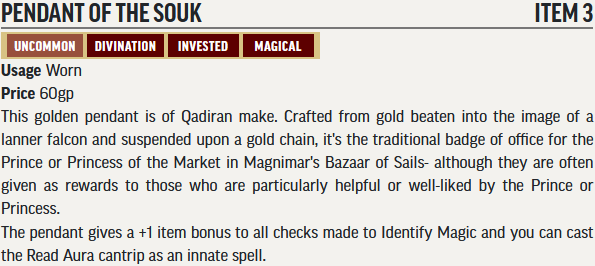 PENDANT OF THE SOUK ITEM 3
UNCOMMON DIVINATION INVESTED MAGICAL
Usage Worn
Price 60gp
This golden pendant is of Qadiran make. Crafted from gold beaten into the image of a
lanner falcon and suspended upon a gold chain, it's the traditional badge of office for the
Prince or Princess of the Market in Magnimar's Bazaar of Sails- although they are often
given as rewards to those who are particularly helpful or well-liked by the Prince or
Princess.
The pendant gives a +1 item bonus to all checks made to Identify Magic and you can cast
the Read Aura cantrip as an innate spell.